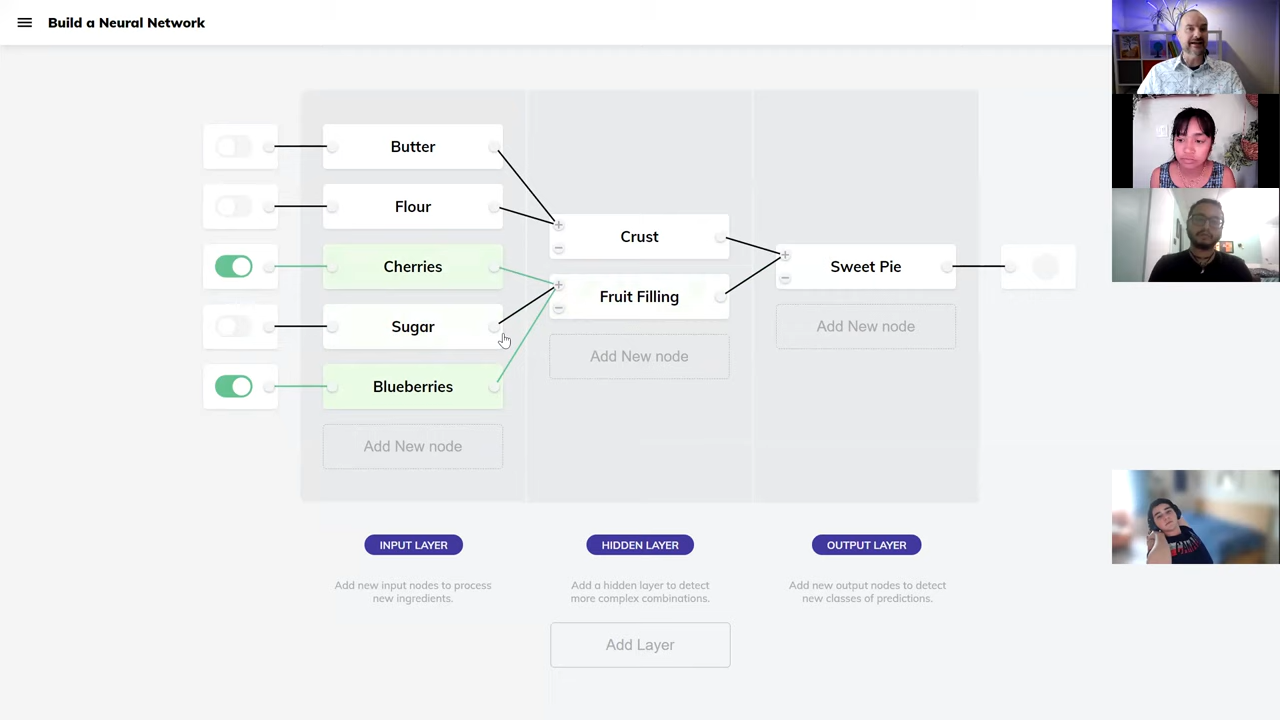 Build a Neural Network
Butter
Flour
Cherries
Sugar
Blueberries
Add New node
Crust
Fruit Filling
Add New node
Sweet Pie
Add New node
INPUT LAYER
Add new input nodes to process
new ingredients.
HIDDEN LAYER
Add a hidden layer to detect
more complex combinations.
Add Layer
OUTPUT LAYER
Add new output nodes to detect
new classes of predictions.